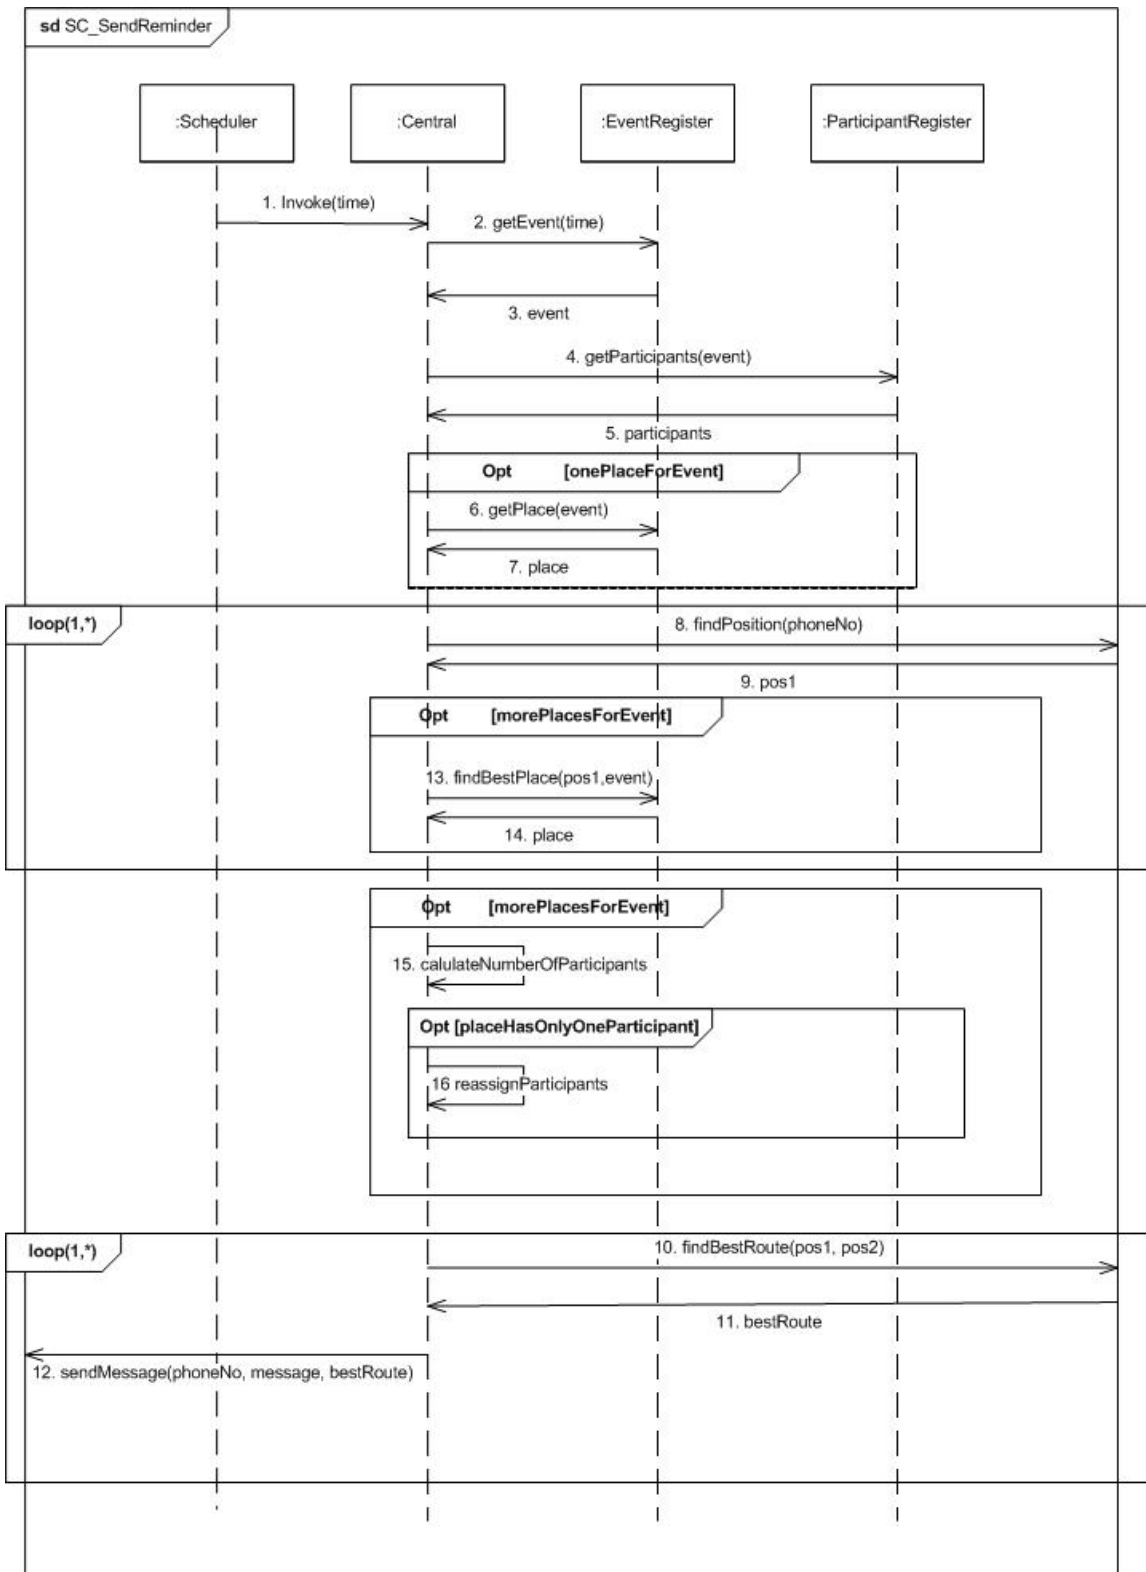 sd SC_SendReminder
:Scheduler
:Central
:EventRegister
:ParticipantRegister
1. Invoke(time)
2. getEvent(time)
3. event
4. getParticipants(event)
5. participants
Opt [onePlaceForEvent]
6. getPlace(event)
7. place
loop(1,*)
8. findPosition(phoneNo)
9. pos1
Opt [morePlacesForEvent]
13. findBestPlace(pos1,event)
14. place
Opt [morePlacesForEvent]
15. calulateNumberOfParticipants
Opt [placeHasOnlyOneParticipant]
16 reassignParticipants
loop(1,*)
10. findBestRoute(pos1, pos2)
11. bestRoute
12. sendMessage(phoneNo, message, bestRoute)